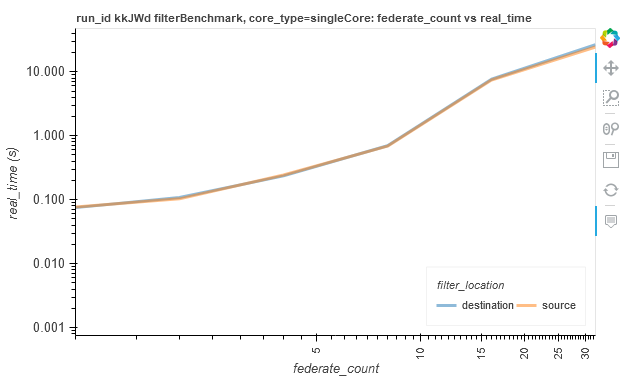 run_id kkJWd filterBenchmark, core_type=singleCore: federate_count vs real_time
10.000
1.000
0.100
0.010
0.001
real_time (s)
filter_location
destination
source
5
10
15
20
25
30
federate_count